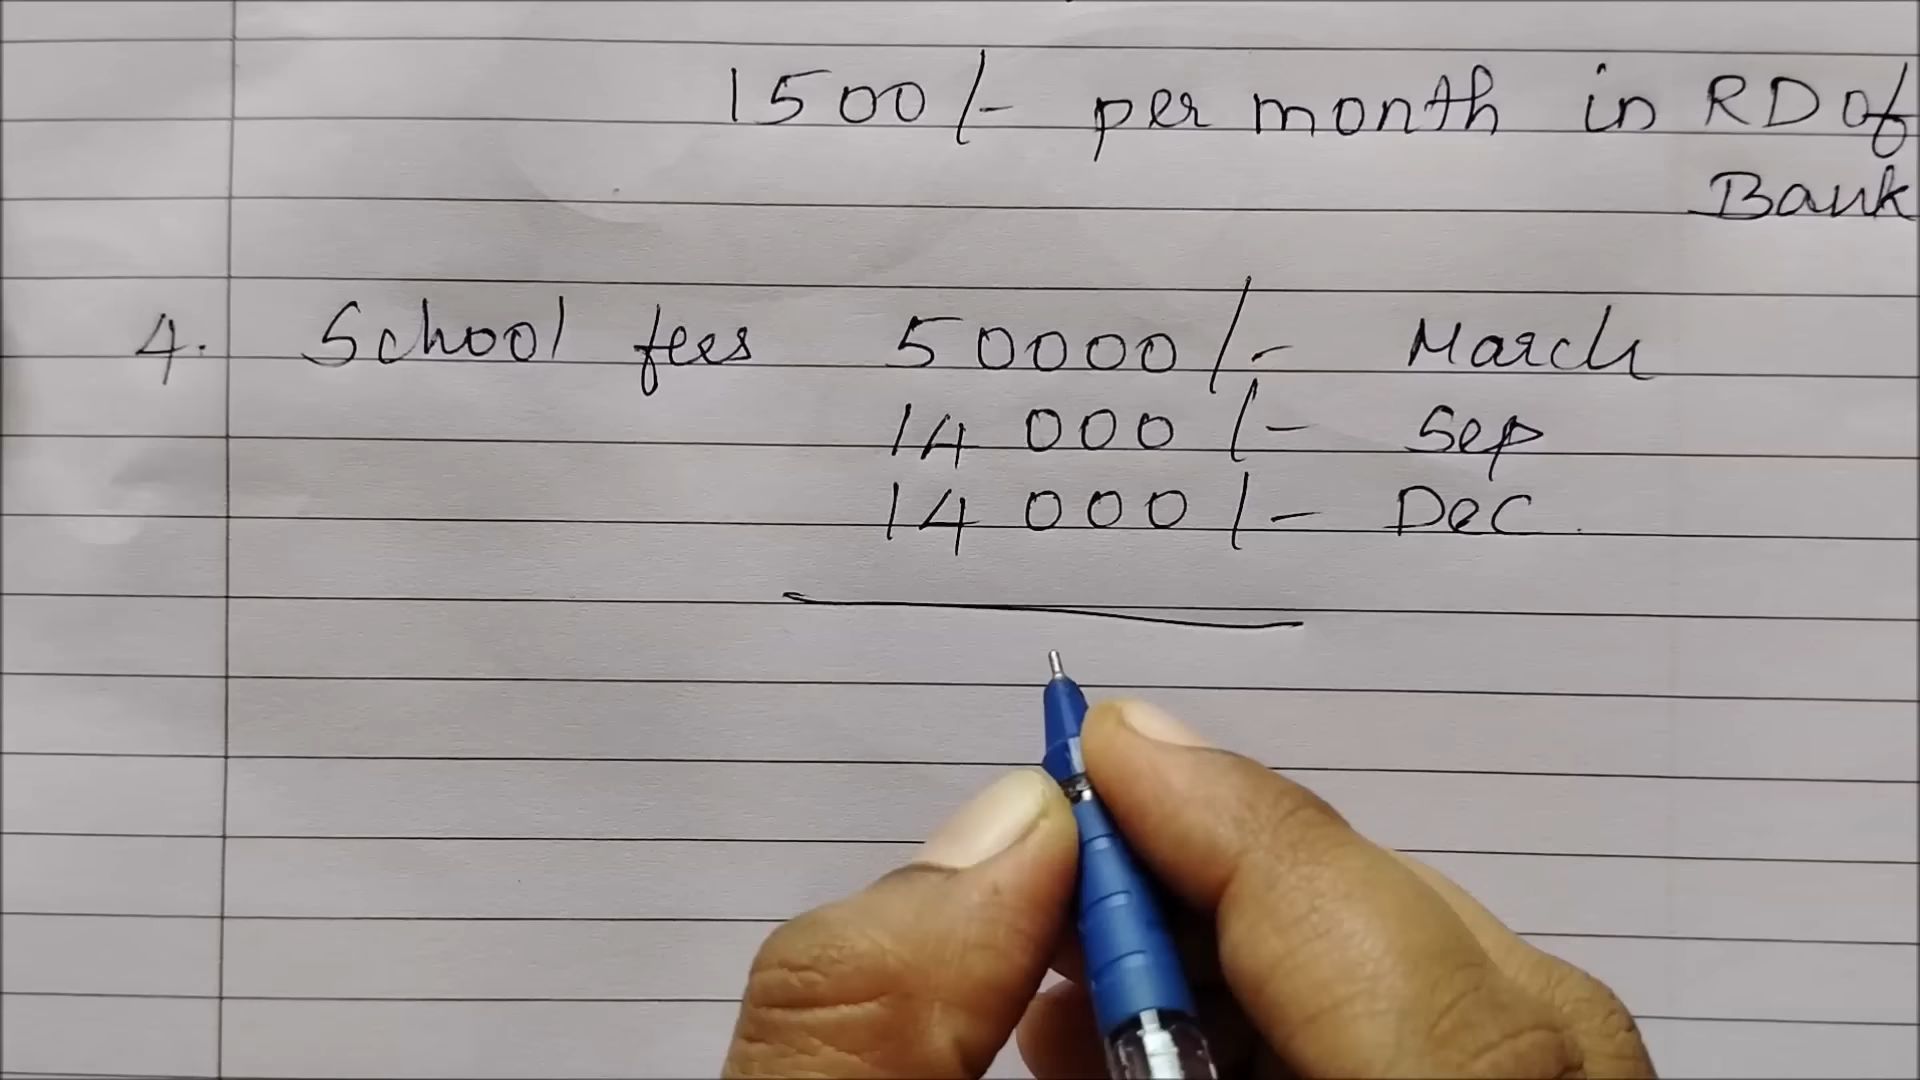 1500/- per month in RD of
Bank
4. School fees 50000/- March
14000/- Sep
14000/- Dec